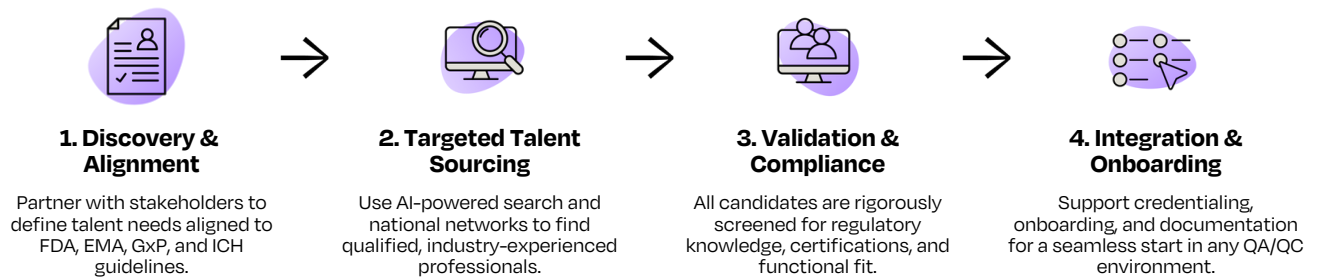 1. Discovery &
Alignment
Partner with stakeholders to
define talent needs aligned to
FDA, EMA, GxP, and ICH
guidelines.
2. Targeted Talent
Sourcing
Use AI-powered search and
national networks to find
qualified, industry-experienced
professionals.
3. Validation &
Compliance
All candidates are rigorously
screened for regulatory
knowledge, certifications, and
functional fit.
4. Integration &
Onboarding
Support credentialing,
onboarding, and documentation
for a seamless start in any QA/QC
environment.